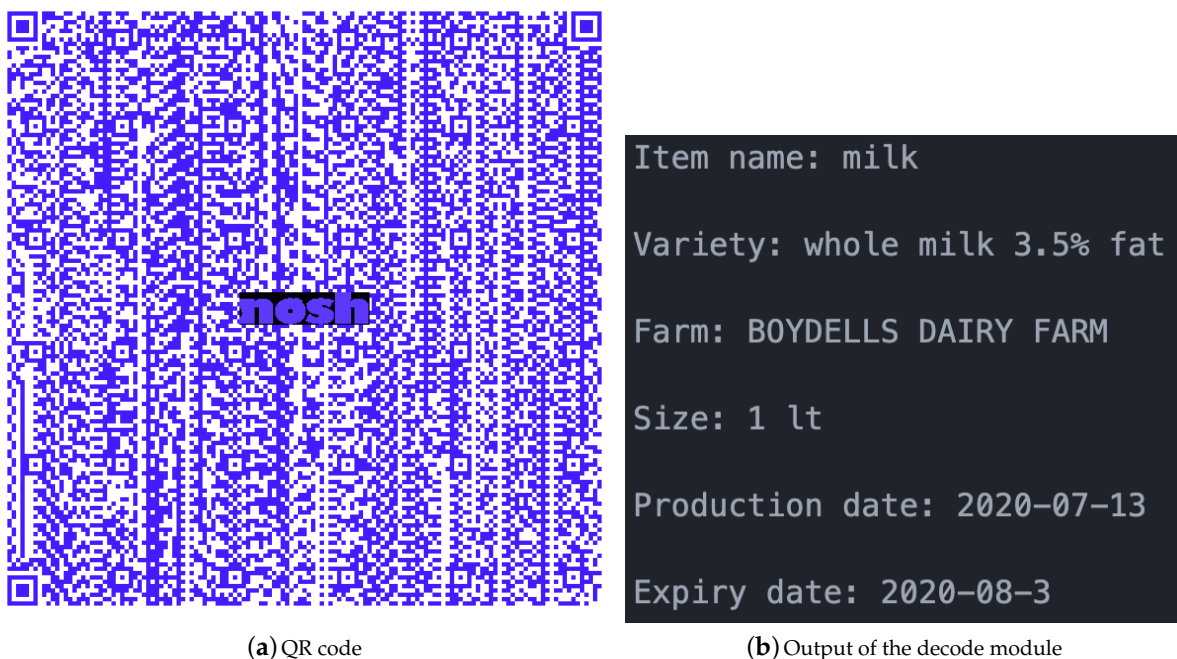 nosh
Item name: milk
Variety: whole milk 3.5% fat
Farm: BOYDELLS DAIRY FARM
Size: 1 lt
Production date: 2020-07-13
Expiry date: 2020-08-3
(a) QR code
(b) Output of the decode module